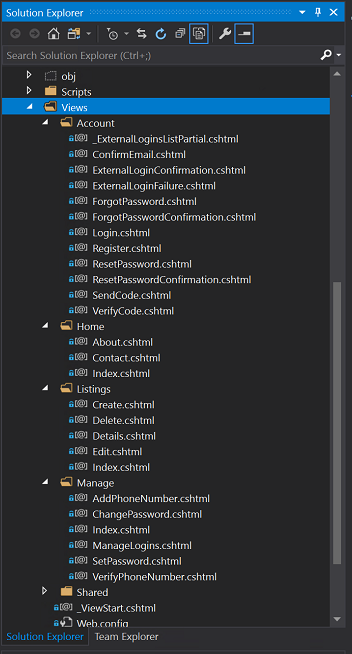 Solution Explorer
Search Solution Explorer (Ctrl+;)
obj
Scripts
Views
Account
_ExternalLoginsListPartial.cshtml
ConfirmEmail.cshtml
ExternalLoginConfirmation.cshtml
ExternalLoginFailure.cshtml
ForgotPassword.cshtml
ForgotPasswordConfirmation.cshtml
Login.cshtml
Register.cshtml
ResetPassword.cshtml
ResetPasswordConfirmation.cshtml
SendCode.cshtml
VerifyCode.cshtml
Home
About.cshtml
Contact.cshtml
Index.cshtml
Listings
Create.cshtml
Delete.cshtml
Details.cshtml
Edit.cshtml
Index.cshtml
Manage
AddPhoneNumber.cshtml
ChangePassword.cshtml
Index.cshtml
ManageLogins.cshtml
SetPassword.cshtml
VerifyPhoneNumber.cshtml
Shared
_ViewStart.cshtml
Web.config
Solution Explorer Team Explorer